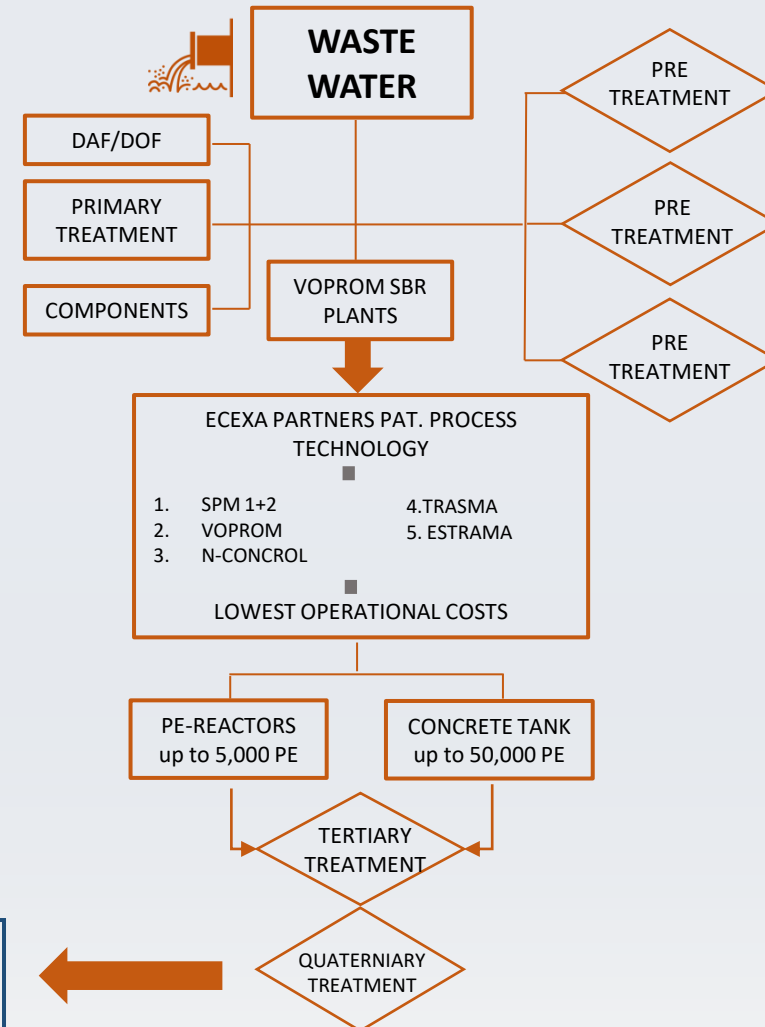 WASTE
WATER
PRE
TREATMENT
DAF/DOF
PRIMARY
TREATMENT
PRE
TREATMENT
COMPONENTS
VOPROM SBR
PLANTS
PRE
TREATMENT
ECEXA PARTNERS PAT. PROCESS
TECHNOLOGY
1. SPM 1+2
2. VOPROM
3. N-CONCROL
4.TRASMA
5. ESTRAMA
LOWEST OPERATIONAL COSTS
PE-REACTORS
up to 5,000 PE
CONCRETE TANK
up to 50,000 PE
TERTIARY
TREATMENT
QUATERNIARY
TREATMENT